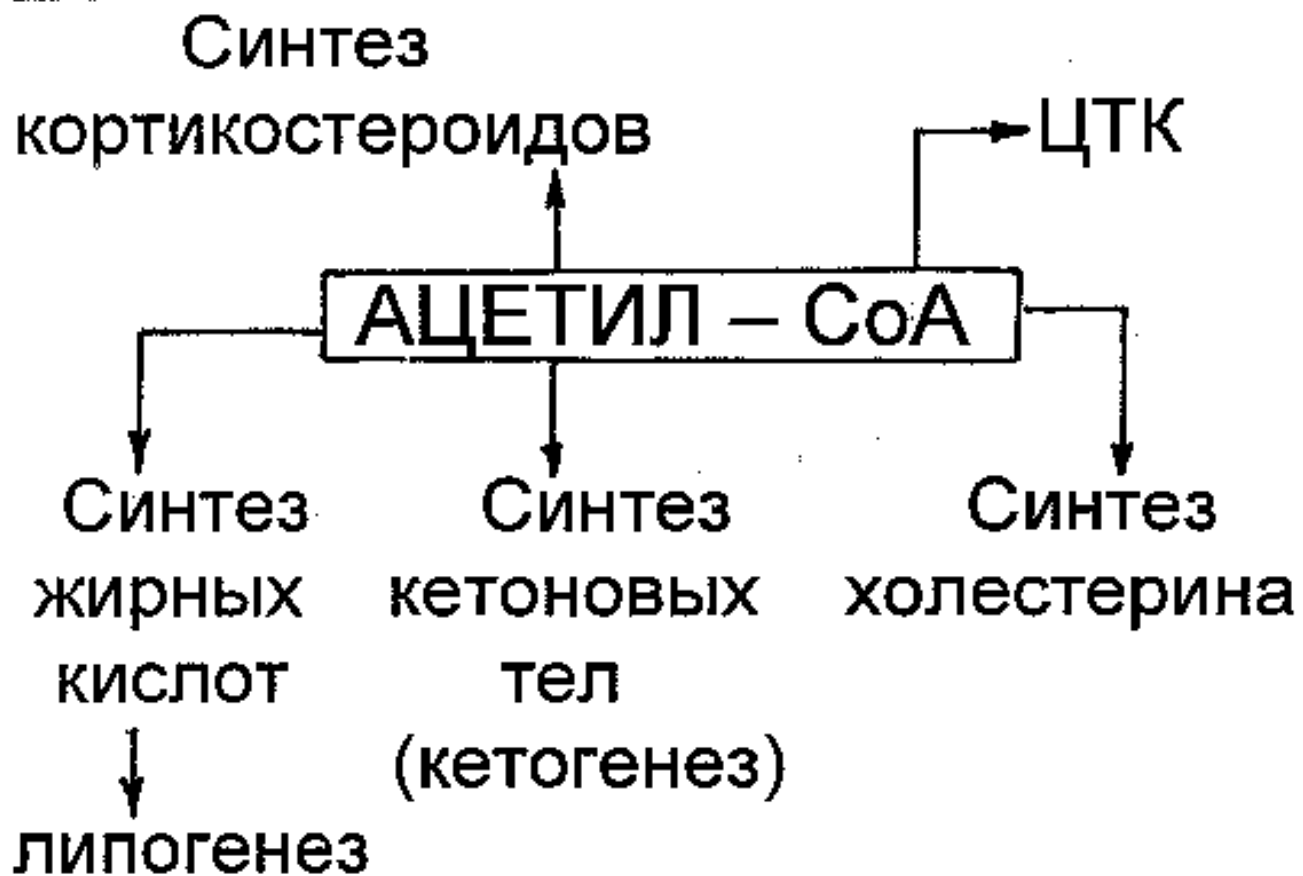 Синтез
кортикостероидов
ЦТК
АЦЕТИЛ – СоА
Синтез
жирных
кислот
липогенез
Синтез
кетоновых
тел
(кетогенез)
Синтез
холестерина